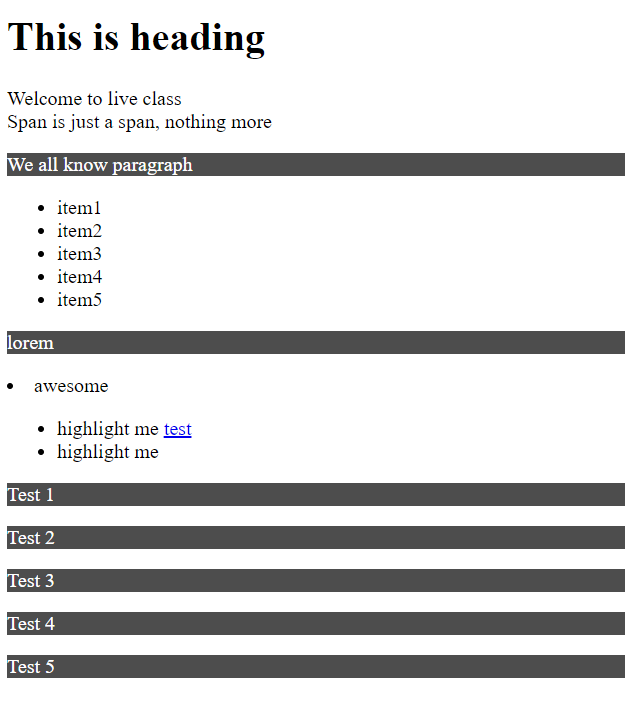 This is heading
Welcome to live class
Span is just a span, nothing more
We all know paragraph
item1
item2
item3
item4
item5
lorem
awesome
highlight me test
highlight me
Test 1
Test 2
Test 3
Test 4
Test 5